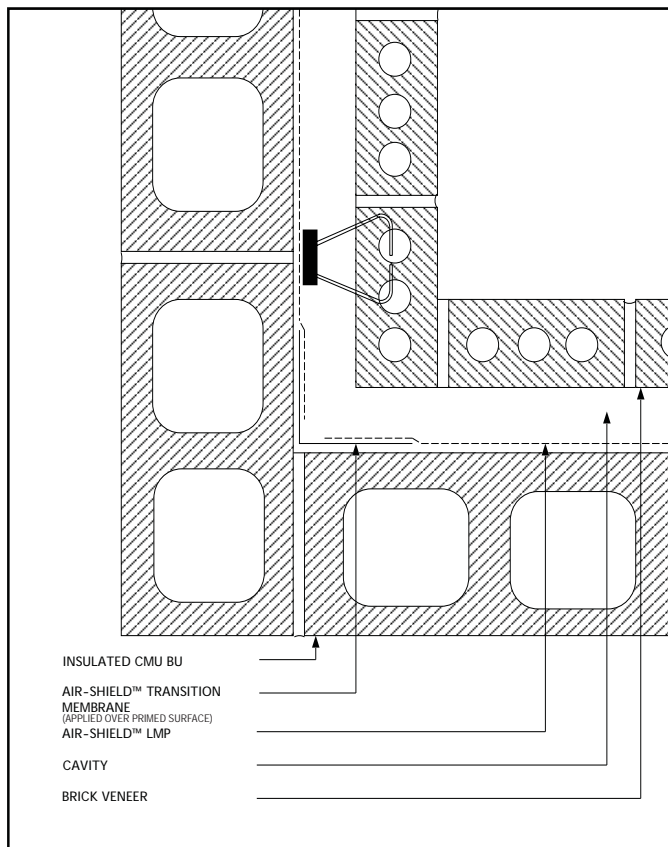 INSULATED CMU BU
AIR-SHIELD™ TRANSITION
MEMBRANE
(APPLIED OVER PRIMED SURFACE)
AIR-SHIELD™ LMP
CAVITY
BRICK VENEER